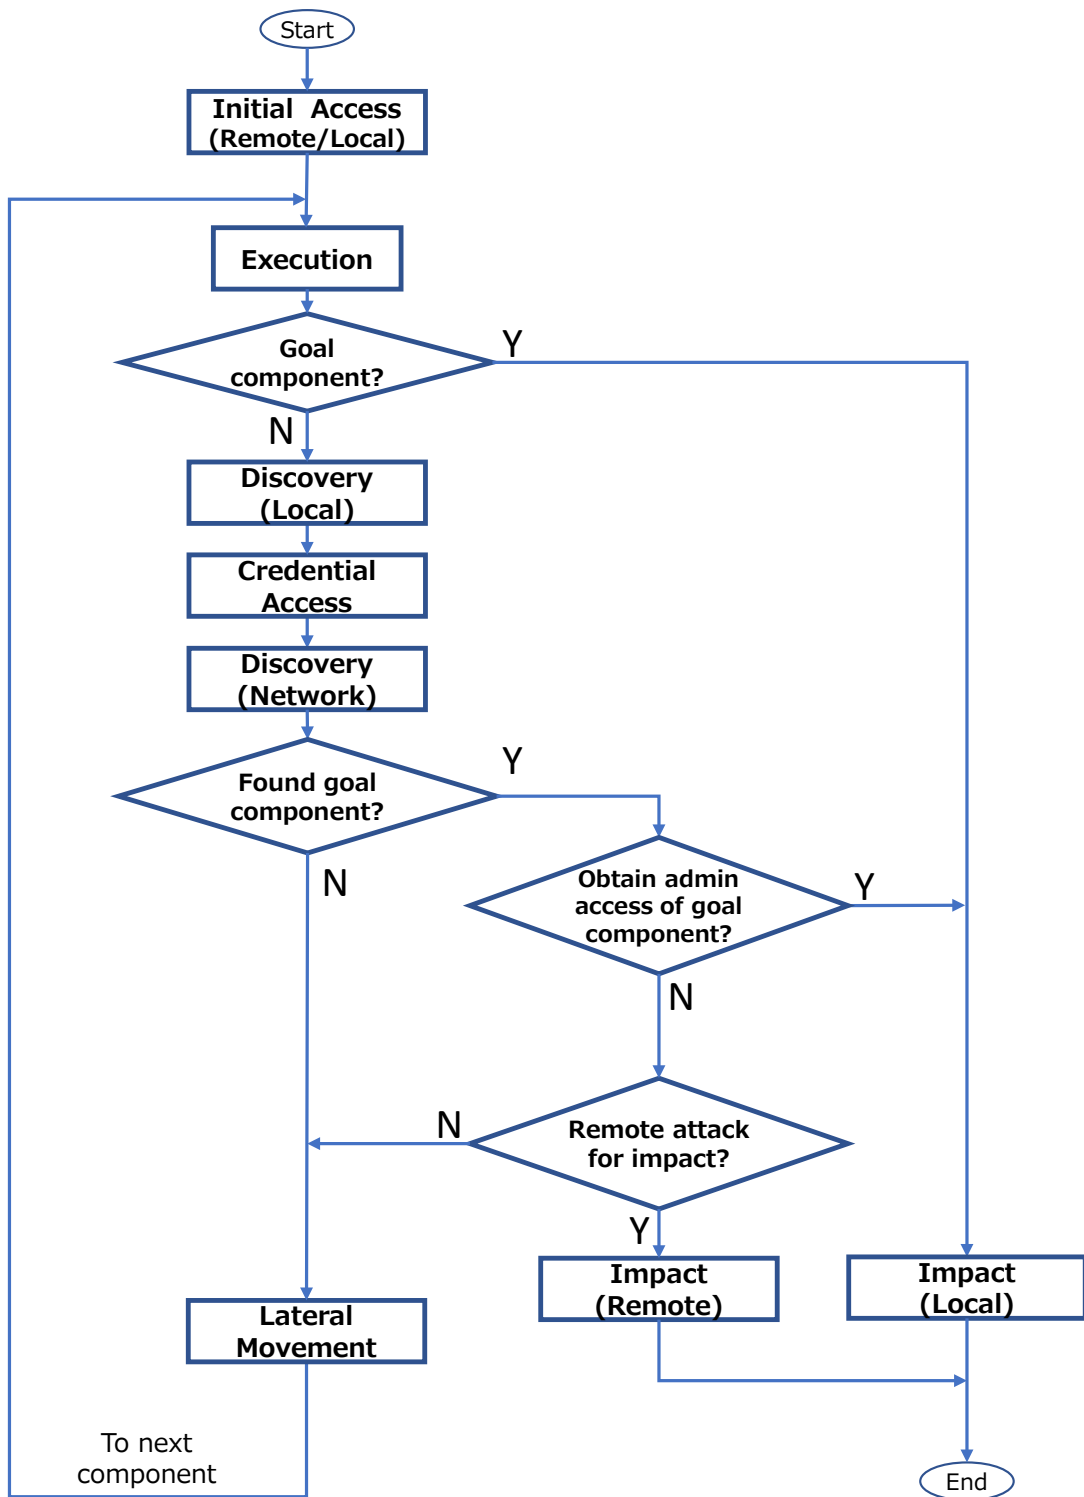 Start
Initial Access
(Remote/Local)
Execution
Goal
component?
Y
N
Discovery
(Local)
Credential
Access
Discovery
(Network)
Found goal
component?
Y
N
Obtain admin
access of goal
component?
Y
N
Remote attack
for impact?
N
Y
Impact
(Remote)
Impact
(Local)
Lateral
Movement
To next
component
End